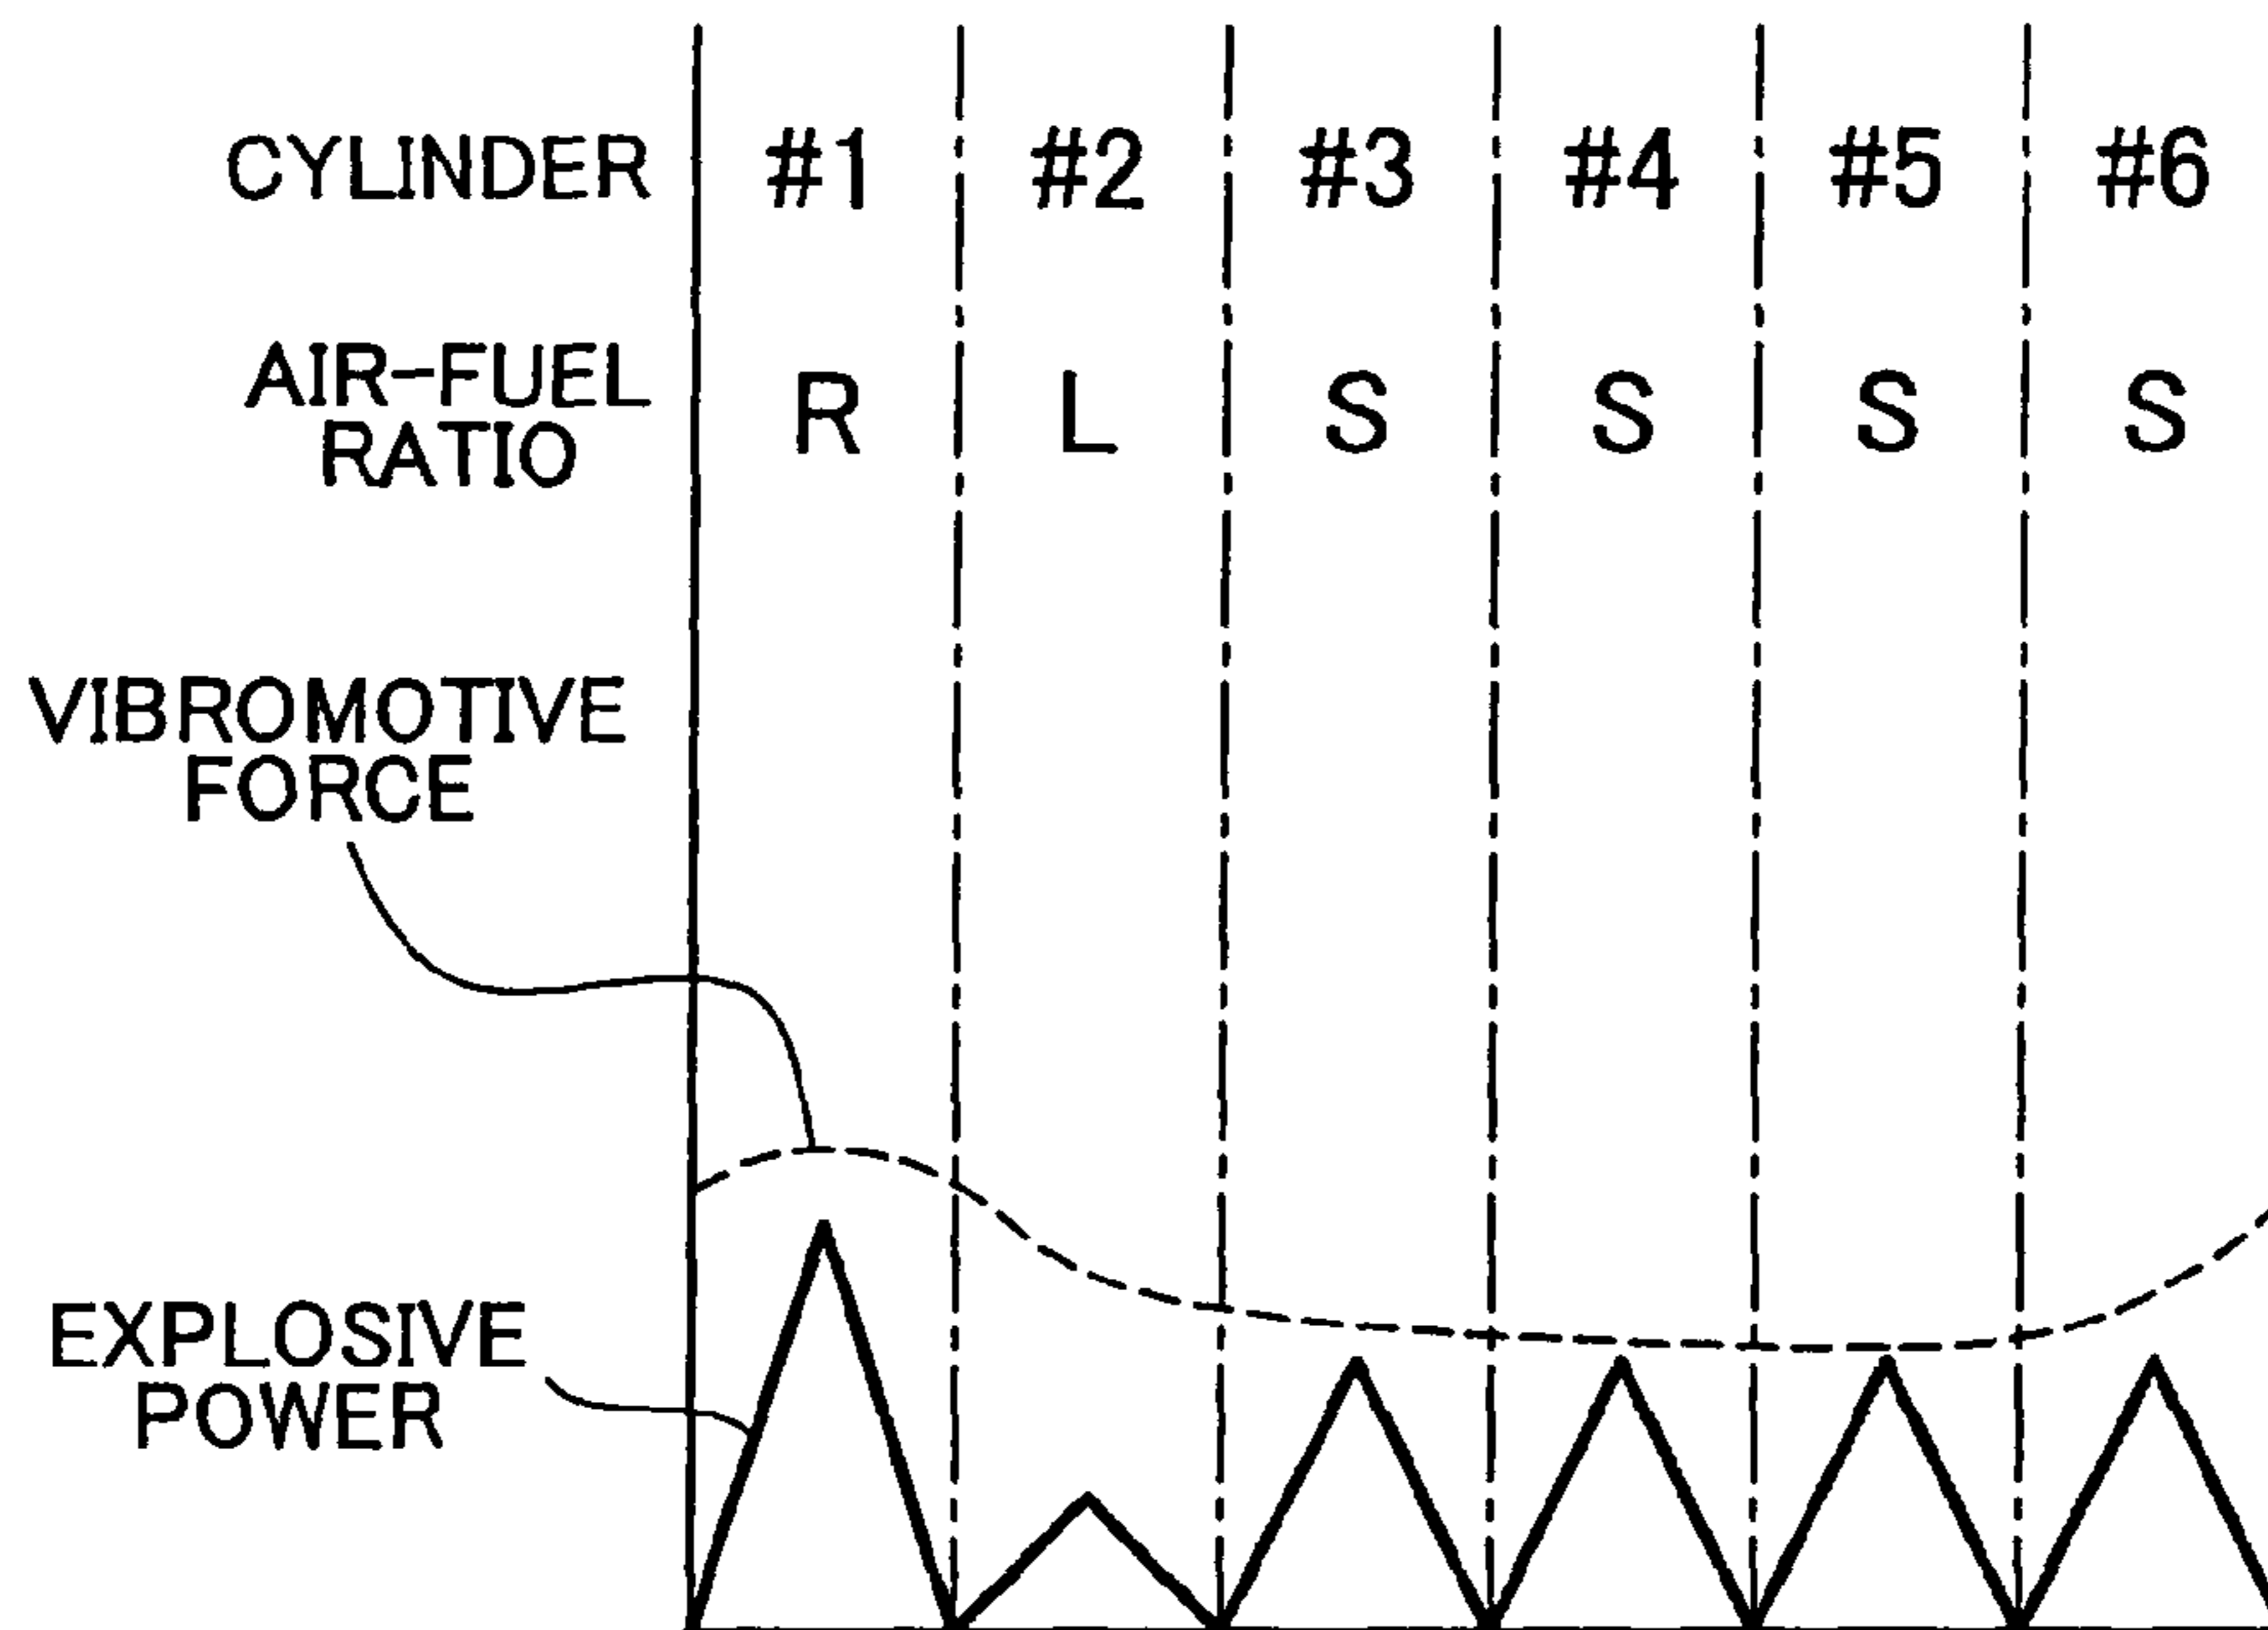 CYLINDER #1 #2 #3 #4 #5 #6
AIR-FUEL
RATIO
R L S S S S
VIBROMOTIVE
FORCE
EXPLOSIVE
POWER